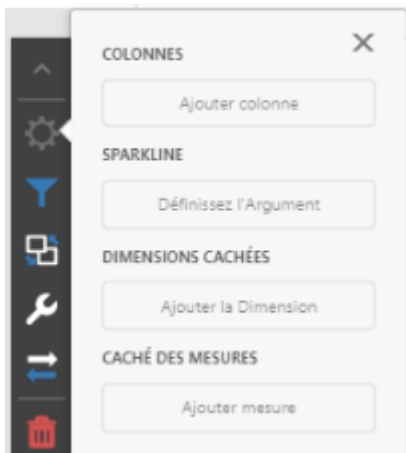 COLONNES
Ajouter colonne
SPARKLINE
Définissez l'Argument
DIMENSIONS CACHÉES
Ajouter la Dimension
CACHÉ DES MESURES
Ajouter mesure